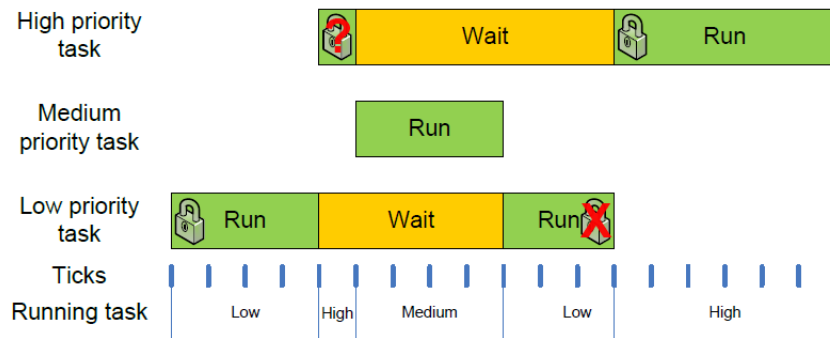 High priority
task
? Wait Run
Medium
priority task
Run
Low priority
task
Run Wait Run X
Ticks
Running task Low High Medium Low High